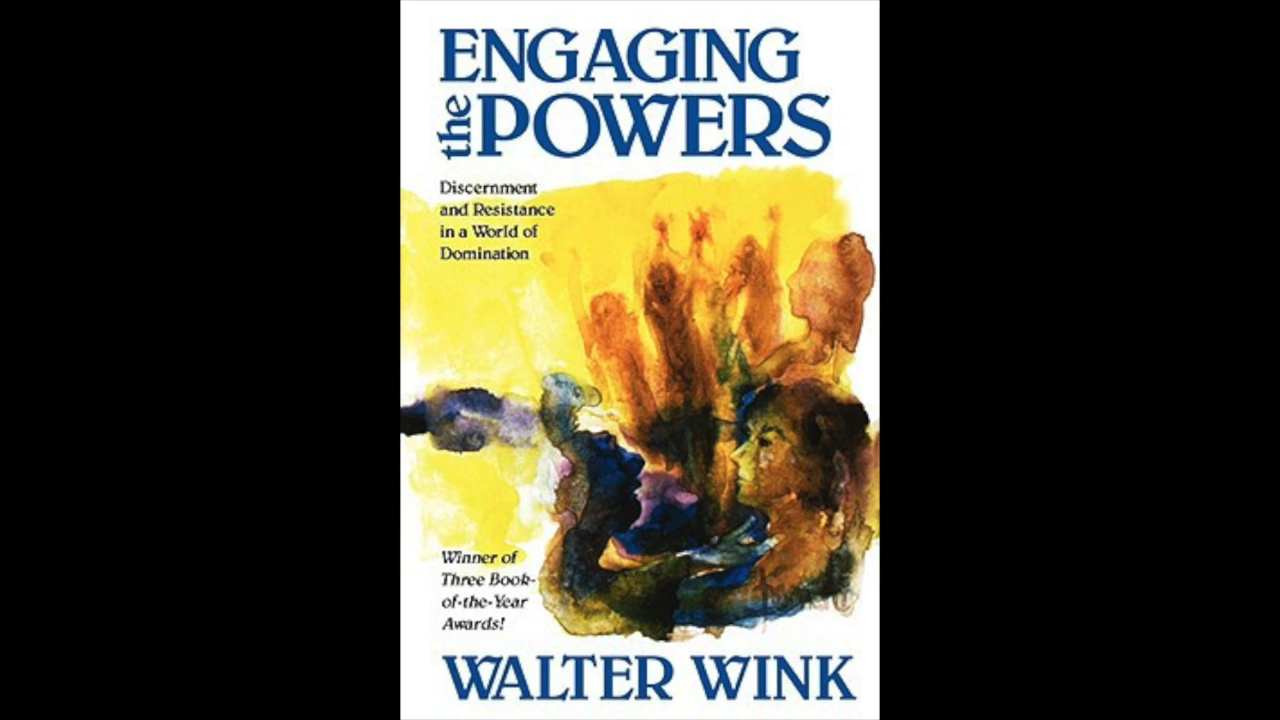 ENGAGING
the POWERS
Discernment
and Resistance
in a World of
Domination
Winner of
Three Book-
of-the-Year
Awards!
WALTER WINK